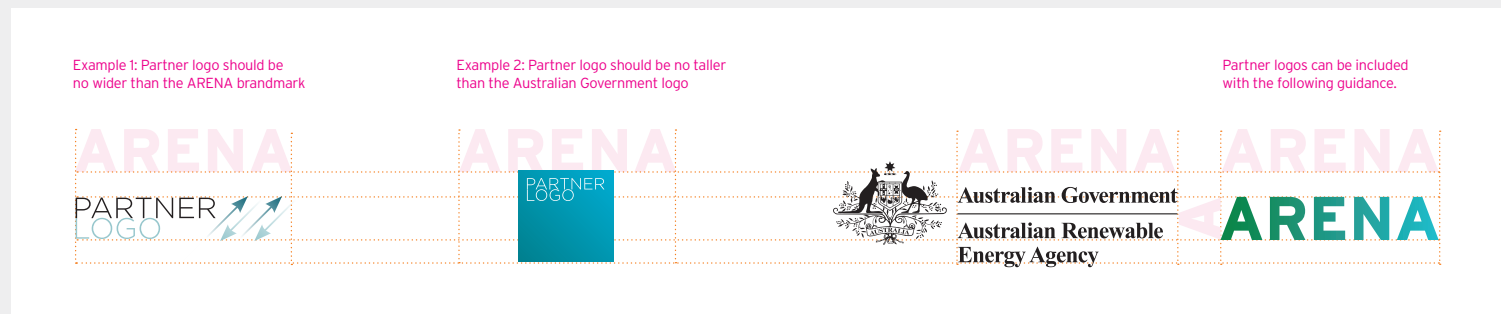 Example 1: Partner logo should be
no wider than the ARENA brandmark
Example 2: Partner logo should be no taller
than the Australian Government logo
Partner logos can be included
with the following guidance.
ARENA
ARENA
ARENA
ARENA
PARTNER
LOGO
PARTNER
LOGO
AUSTRALIA
Australian Government
Australian Renewable
Energy Agency
A
ARENA